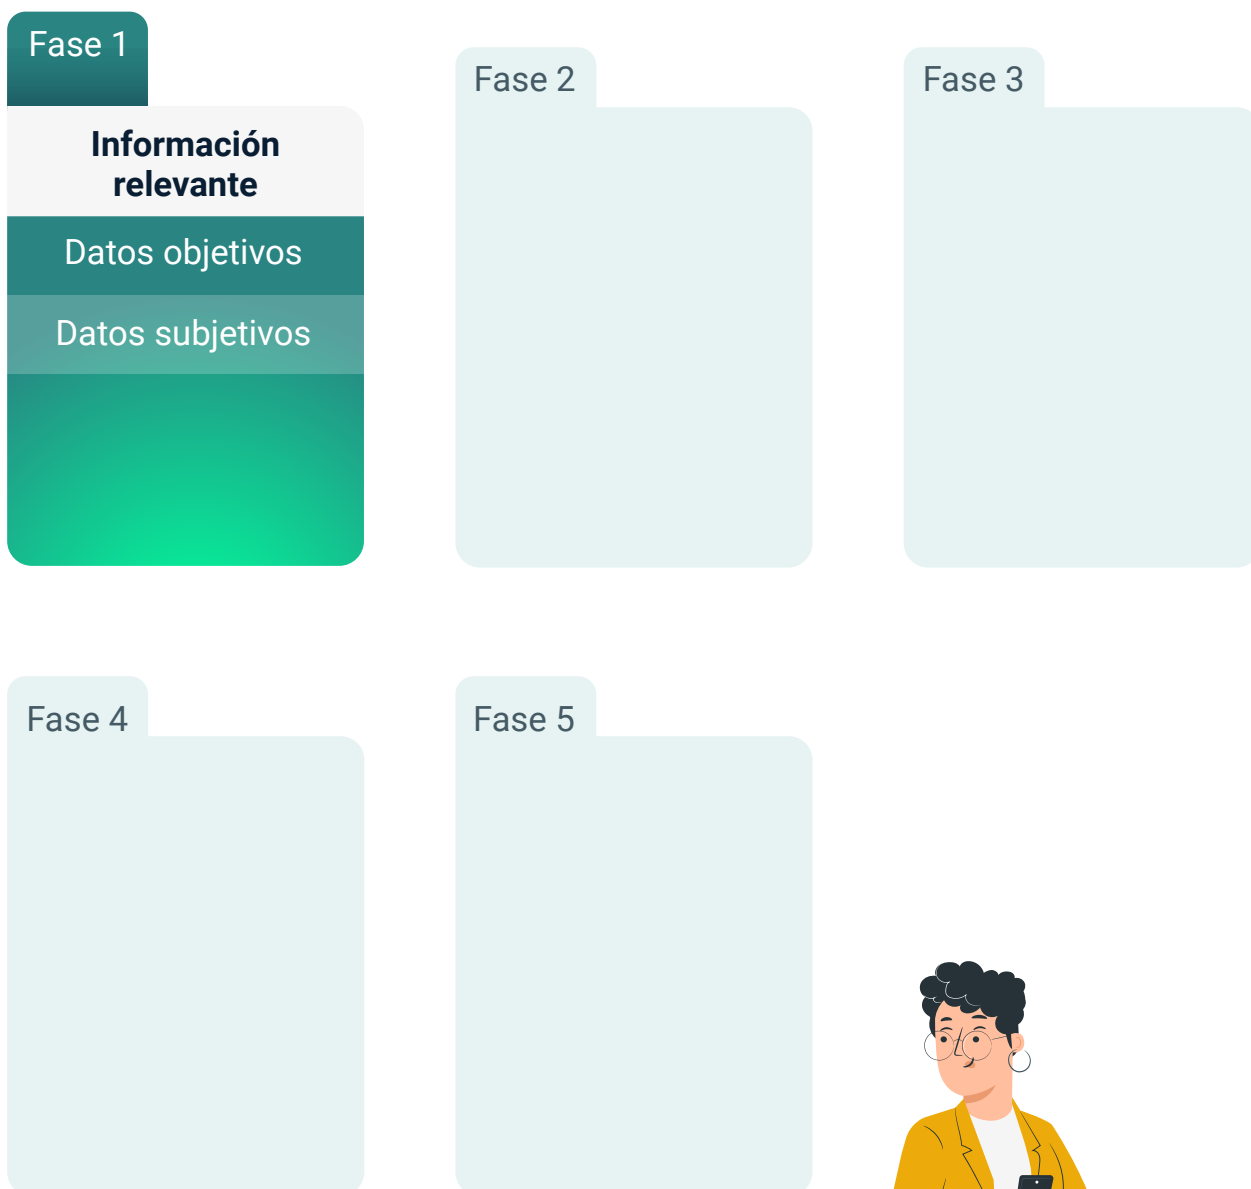 Fase 1
Información
relevante
Datos objetivos
Datos subjetivos
Fase 2
Fase 3
Fase 4
Fase 5